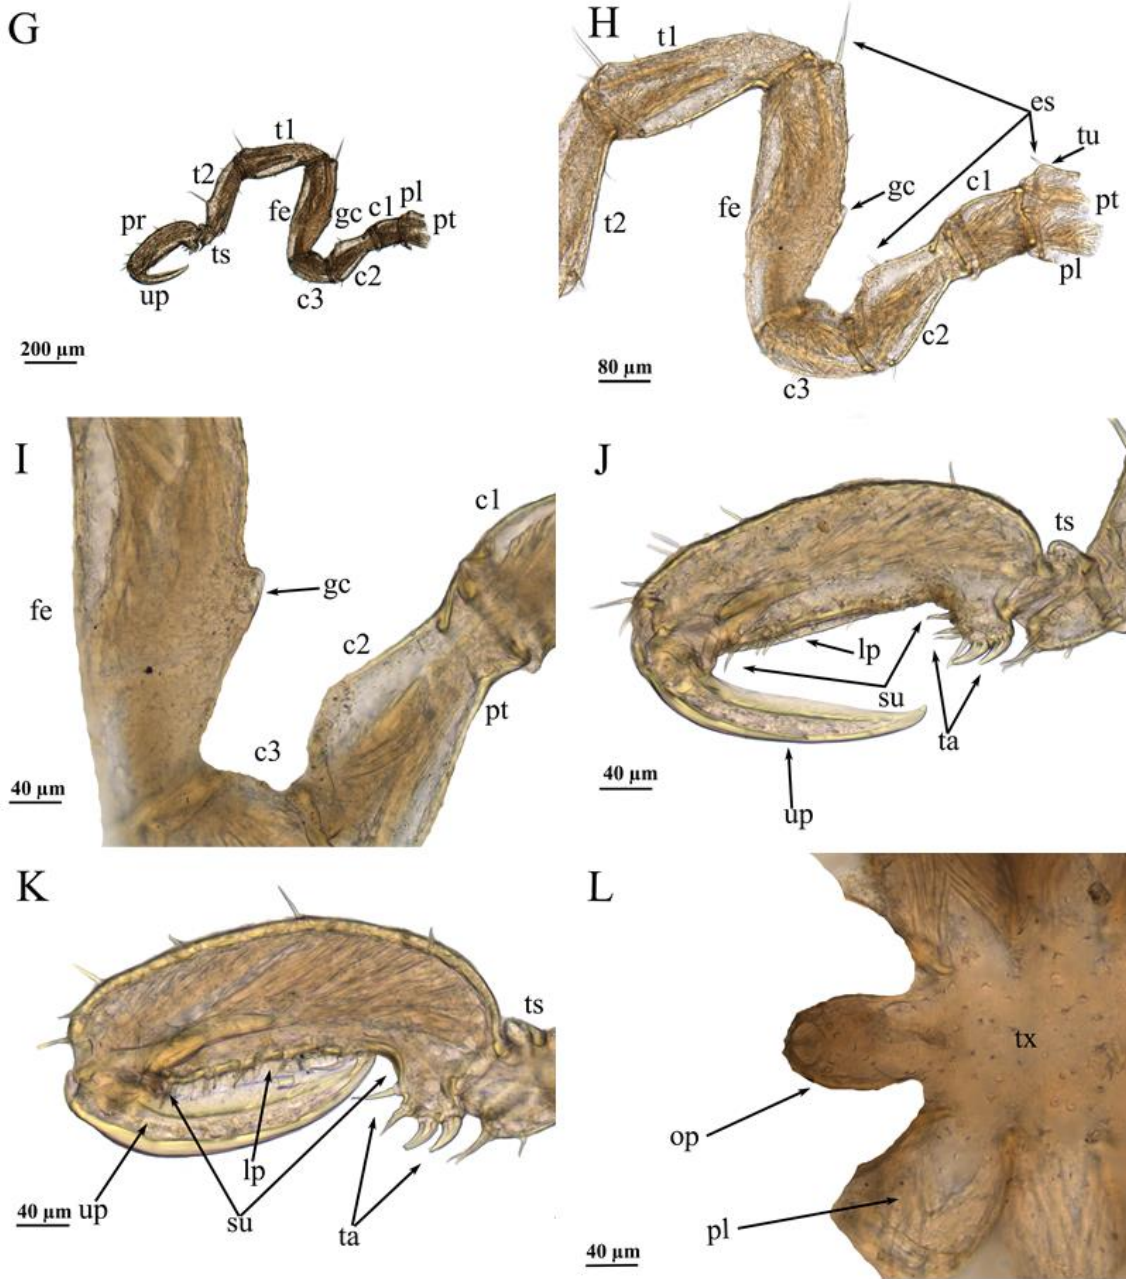 G
t1
t2
pr
fe
gc
c1
pl
pt
ts
up
c3
c2
200 µm
H
t1
es
tu
c1
gc
fe
pt
t2
pl
c2
c3
80 µm
I
c1
gc
fe
c2
pt
c3
40 µm
J
ts
lp
su
ta
up
40 µm
K
ts
lp
up
su
ta
40 µm
L
tx
op
pl
40 µm